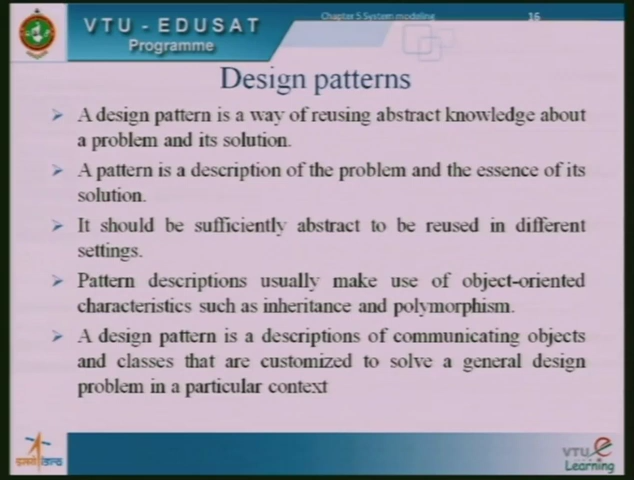 VTU - EDUSAT
Programme
Chapter 5 System modeling
16
Design patterns
A design pattern is a way of reusing abstract knowledge about
a problem and its solution.
A pattern is a description of the problem and the essence of its
solution.
It should be sufficiently abstract to be reused in different
settings.
Pattern descriptions usually make use of object-oriented
characteristics such as inheritance and polymorphism.
A design pattern is a descriptions of communicating objects
and classes that are customized to solve a general design
problem in a particular context
VTU
Learning